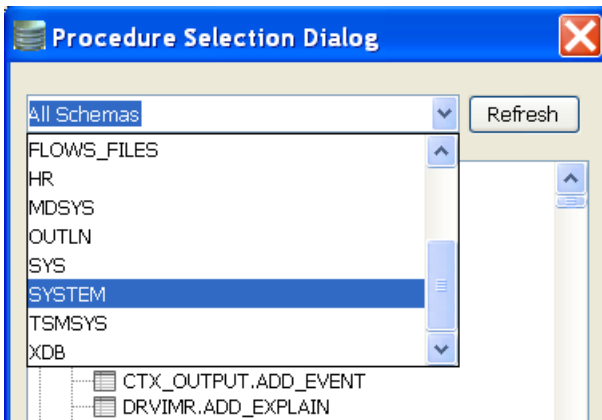 Procedure Selection Dialog
All Schemas
Refresh
FLOWS_FILES
HR
MDSYS
OUTLN
SYS
SYSTEM
TSMSYS
XDB
CTX_OUTPUT.ADD_EVENT
DRVIMR.ADD_EXPLAIN